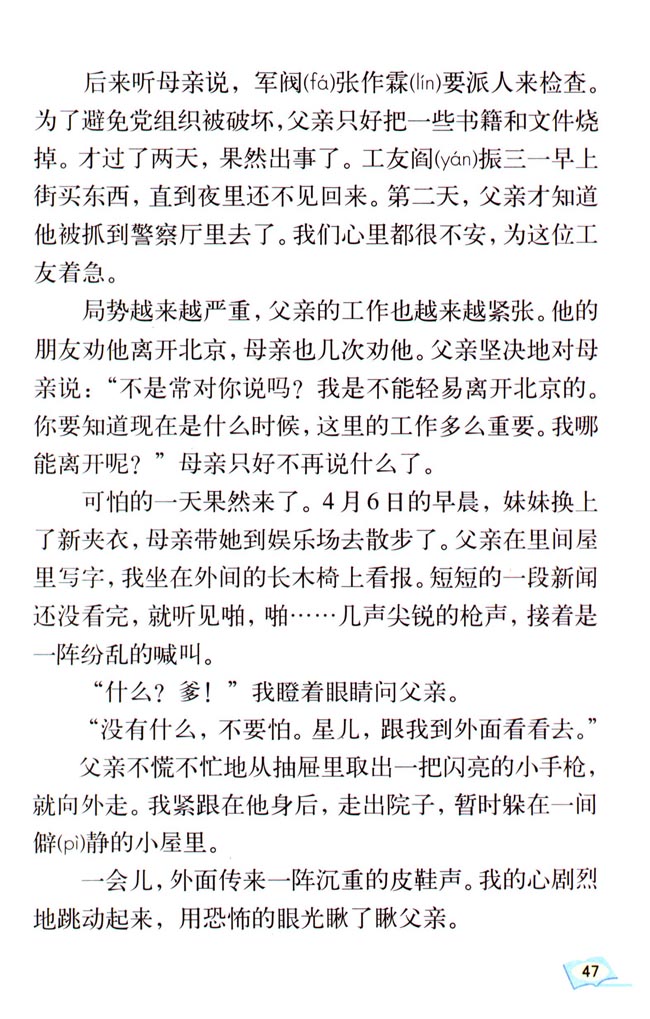 后来听母亲说，军阀(fá)张作霖(lín)要派人来检查。
为了避免党组织被破坏，父亲只好把一些书籍和文件烧
掉。才过了两天，果然出事了。工友阎(yán)振三一早上
街买东西，直到夜里还不见回来。第二天，父亲才知道
他被抓到警察厅里去了。我们心里都很不安，为这位工
友着急。
局势越来越严重，父亲的工作也越来越紧张。他的
朋友劝他离开北京，母亲也几次劝他。父亲坚决地对母
亲说：“不是常对你说吗？我是不能轻易离开北京的。
你要知道现在是什么时候，这里的工作多么重要。我哪
能离开呢？”母亲只好不再说什么了。
可怕的一天果然来了。4月6日的早晨，妹妹换上
了新夹衣，母亲带她到娱乐场去散步了。父亲在里间屋
里写字，我坐在外间的长木椅上看报。短短的一段新闻
还没看完，就听见啪，啪……几声尖锐的枪声，接着是
一阵纷乱的喊叫。
“什么？爹！”我瞪着眼睛问父亲。
“没有什么，不要怕。星儿，跟我到外面看看去。”
父亲不慌不忙地从抽屉里取出一把闪亮的小手枪，
就向外走。我紧跟在他身后，走出院子，暂时躲在一间
僻(pì)静的小屋里。
一会儿，外面传来一阵沉重的皮鞋声。我的心剧烈
地跳动起来，用恐怖的眼光瞅了瞅父亲。
47